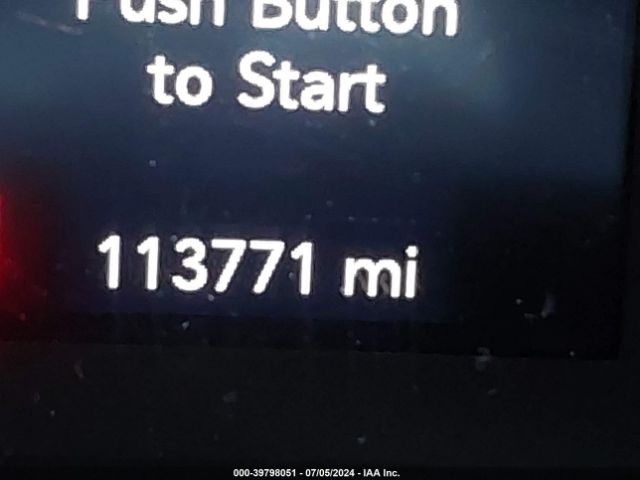 Push Button
to Start
113771 mi
000-39798051 - 07/05/2024 - IAA Inc.